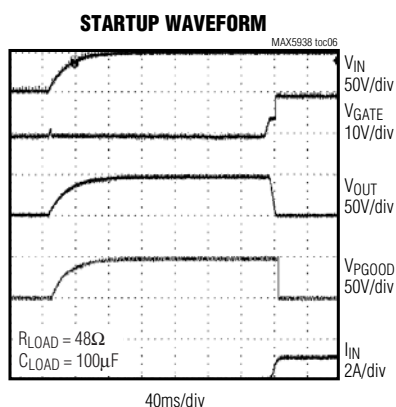 STARTUP WAVEFORM
MAX5938 toc06
VIN
50V/div
VGATE
10V/div
VOUT
50V/div
VPGOOD
50V/div
RLOAD = 48Ω
CLOAD = 100μF
IIN
2A/div
40ms/div